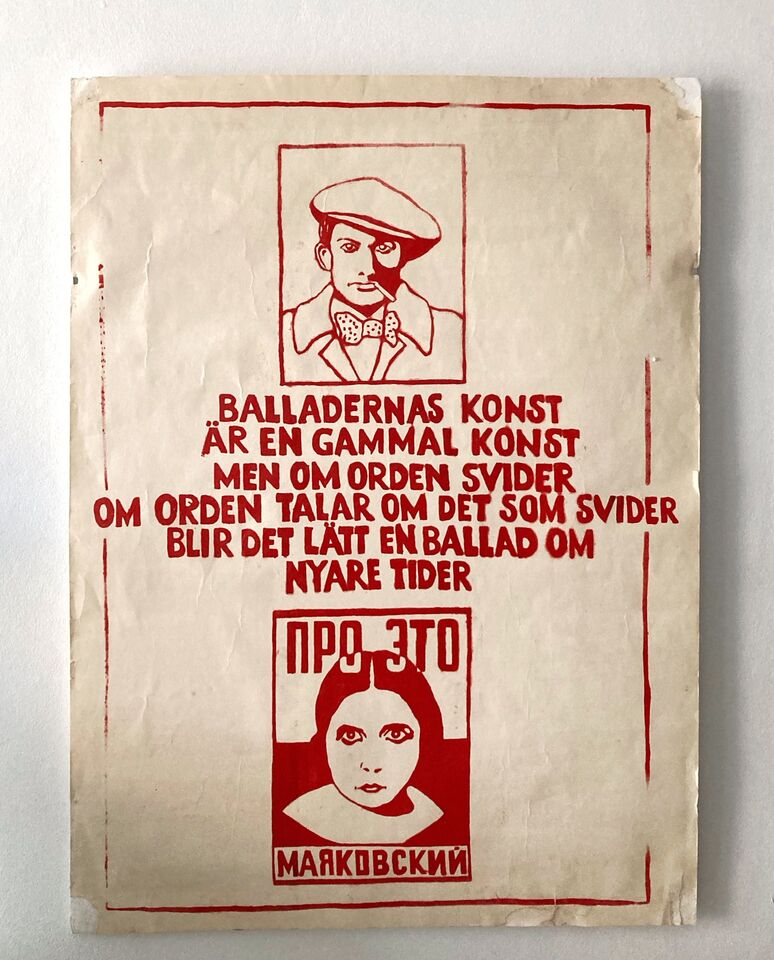 BALLADERNAS KONST
ÄR EN GAMMAL KONST
MEN OM ORDEN SVIDER
OM ORDEN TALAR OM DET SOM SVIDER
BLIR DET LÄTT EN BALLAD OM
NYARE TIDER
ПРО ЭТО
МАЯКОВСКИЙ